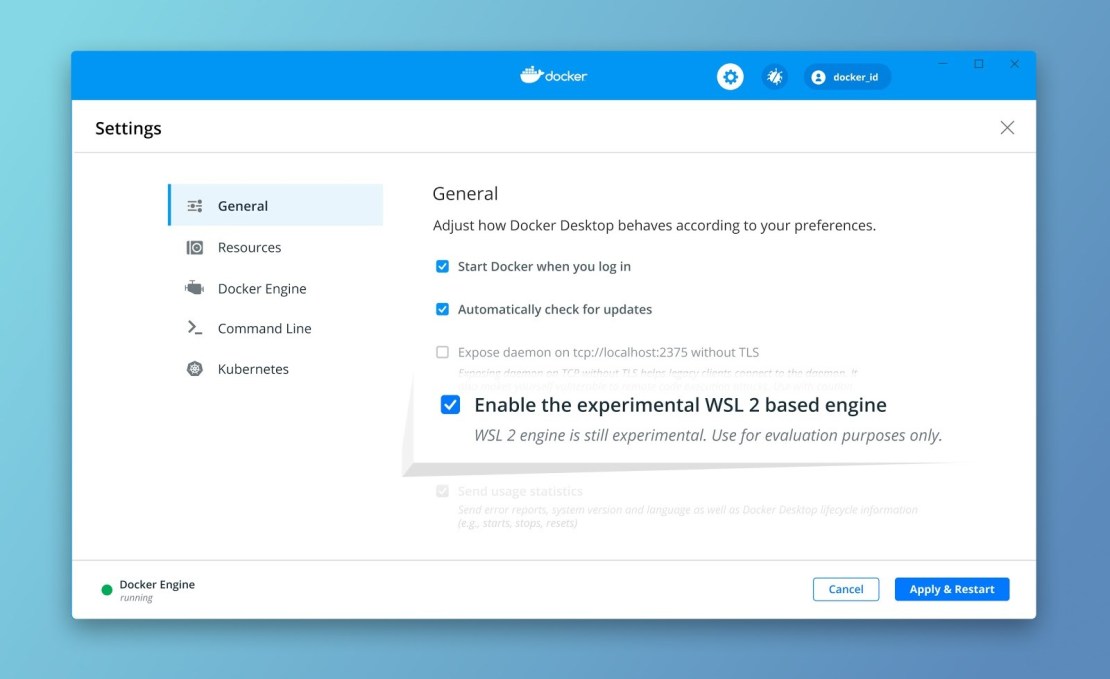 docker
docker_id
Settings
General
Resources
Docker Engine
Command Line
Kubernetes
General
Adjust how Docker Desktop behaves according to your preferences.
Start Docker when you log in
Automatically check for updates
Expose daemon on tcp://localhost:2375 without TLS
Exposing daemon on TCP without TLS helps legacy clients connect to the daemon. It
Enable the experimental WSL 2 based engine
WSL 2 engine is still experimental. Use for evaluation purposes only.
Send usage statistics
Send error reports, system version and language as well as Docker Desktop lifecycle information
(e.g., starts, stops, resets)
Docker Engine
running
Cancel
Apply & Restart